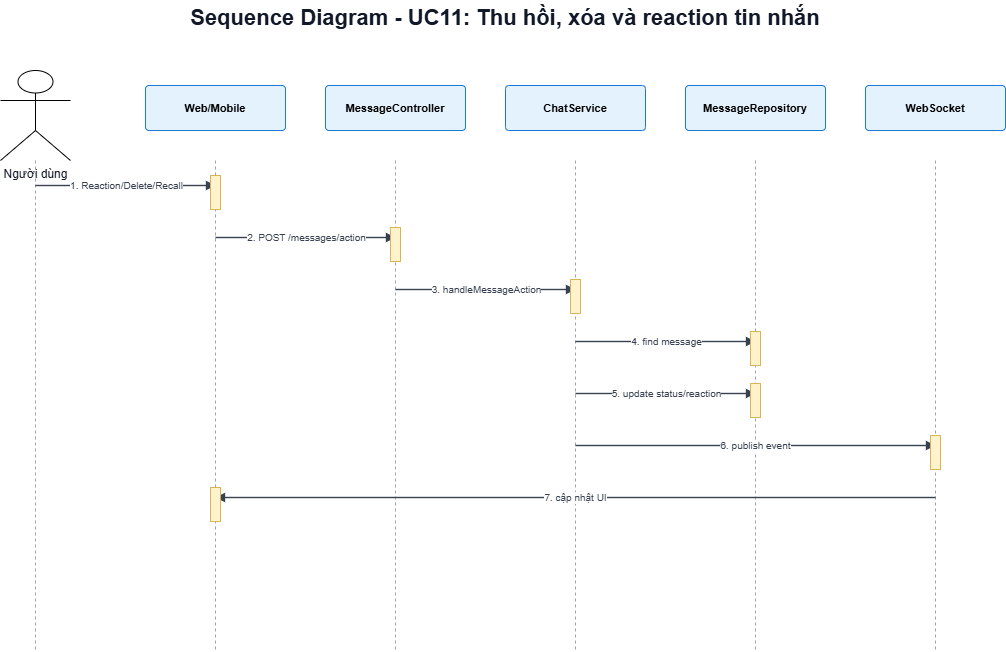 Sequence Diagram - UC11: Thu hồi, xóa và reaction tin nhắn
Web/Mobile
MessageController
ChatService
MessageRepository
WebSocket
Người dùng
1. Reaction/Delete/Recall
2. POST /messages/action
3. handleMessageAction
4. find message
5. update status/reaction
6. publish event
7. cập nhật UI